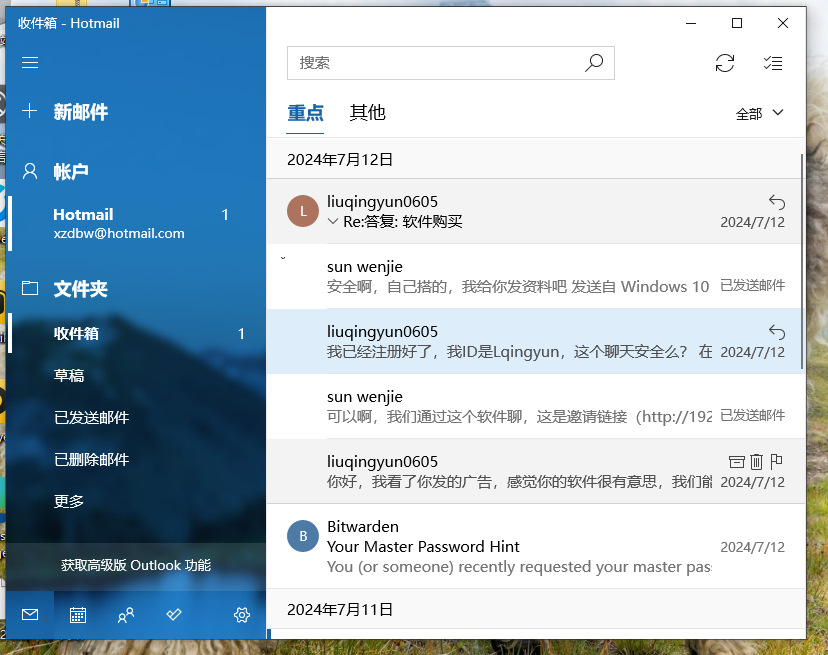 收件箱 - Hotmail
搜索
新邮件
重点 其他 全部
2024年7月12日
帐户
Hotmail 1
xzdbw@hotmail.com
L
liuqingyun0605
Re:答复: 软件购买 2024/7/12
sun wenjie
安全啊，自己搭的，我给你发资料吧 发送自 Windows 10 已发送邮件
文件夹
收件箱 1
草稿
已发送邮件
已删除邮件
更多
liuqingyun0605
我已经注册好了，我ID是Lqingyun，这个聊天安全么？ 在 2024/7/12
sun wenjie
可以啊，我们通过这个软件聊，这是邀请链接（http://192 已发送邮件
liuqingyun0605
你好，我看了你发的广告，感觉你的软件很有意思，我们能 2024/7/12
B
Bitwarden
Your Master Password Hint 2024/7/12
You (or someone) recently requested your master pas
获取高级版 Outlook 功能
2024年7月11日